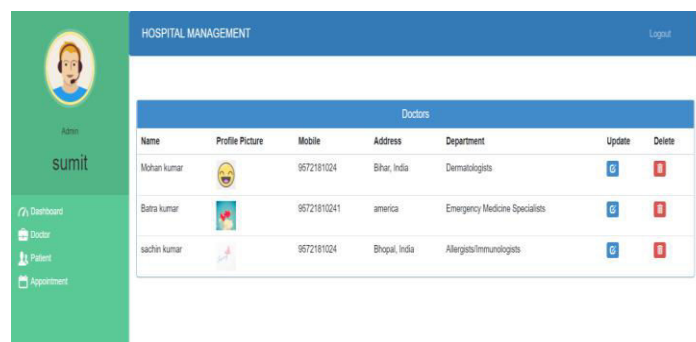 HOSPITAL MANAGEMENT
Logout
Admin
sumit
Dashboard
Doctor
Patient
Appointment
Doctors
Name Profile Picture Mobile Address Department Update Delete
Mohan kumar 9572181024 Bihar, India Dermatologists
Batra kumar 95721810241 america Emergency Medicine Specialists
sachin kumar 9572181024 Bhopal, India Allergists/Immunologists